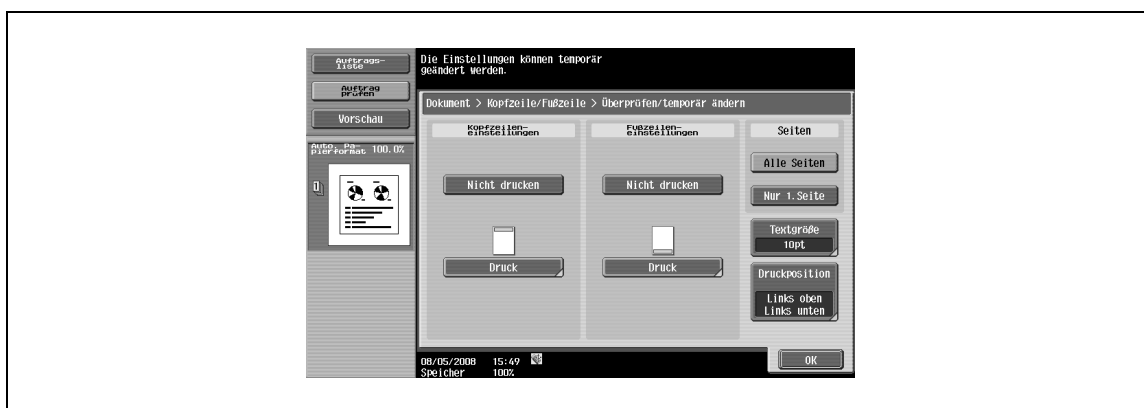 Auftrags-
liste
Auftrag
prüfen
Vorschau
Auto. Pa-
pierformat 100.0%
1
Die Einstellungen können temporär
geändert werden.
Dokument > Kopfzeile/Fußzeile > Überprüfen/temporär ändern
Kopfzeilen-
einstellungen
Nicht drucken
Druck
Fußzeilen-
einstellungen
Nicht drucken
Druck
Seiten
Alle Seiten
Nur 1.Seite
Textgröße
10pt
Druckposition
Links oben
Links unten
08/05/2008 15:49
Speicher 100%
OK